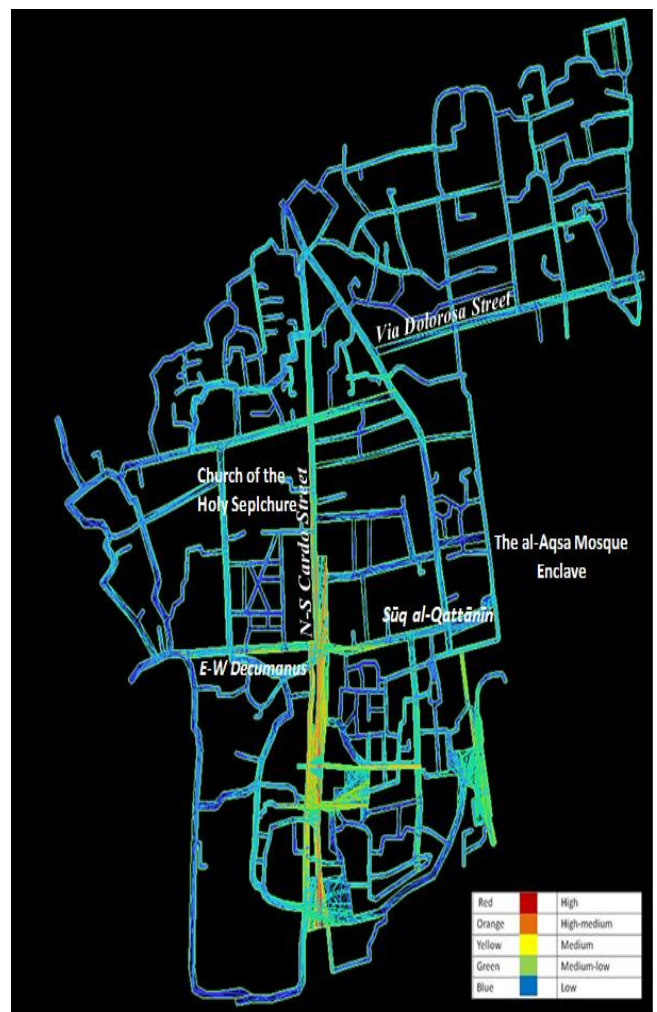 Via Dolorosa Street
Church of the
Holy Seplchure
N-S Cardo Street
The al-Aqsa Mosque
Enclave
Sūq al-Qattānīn
E-W Decumanus
Red High
Orange High-medium
Yellow Medium
Green Medium-low
Blue Low